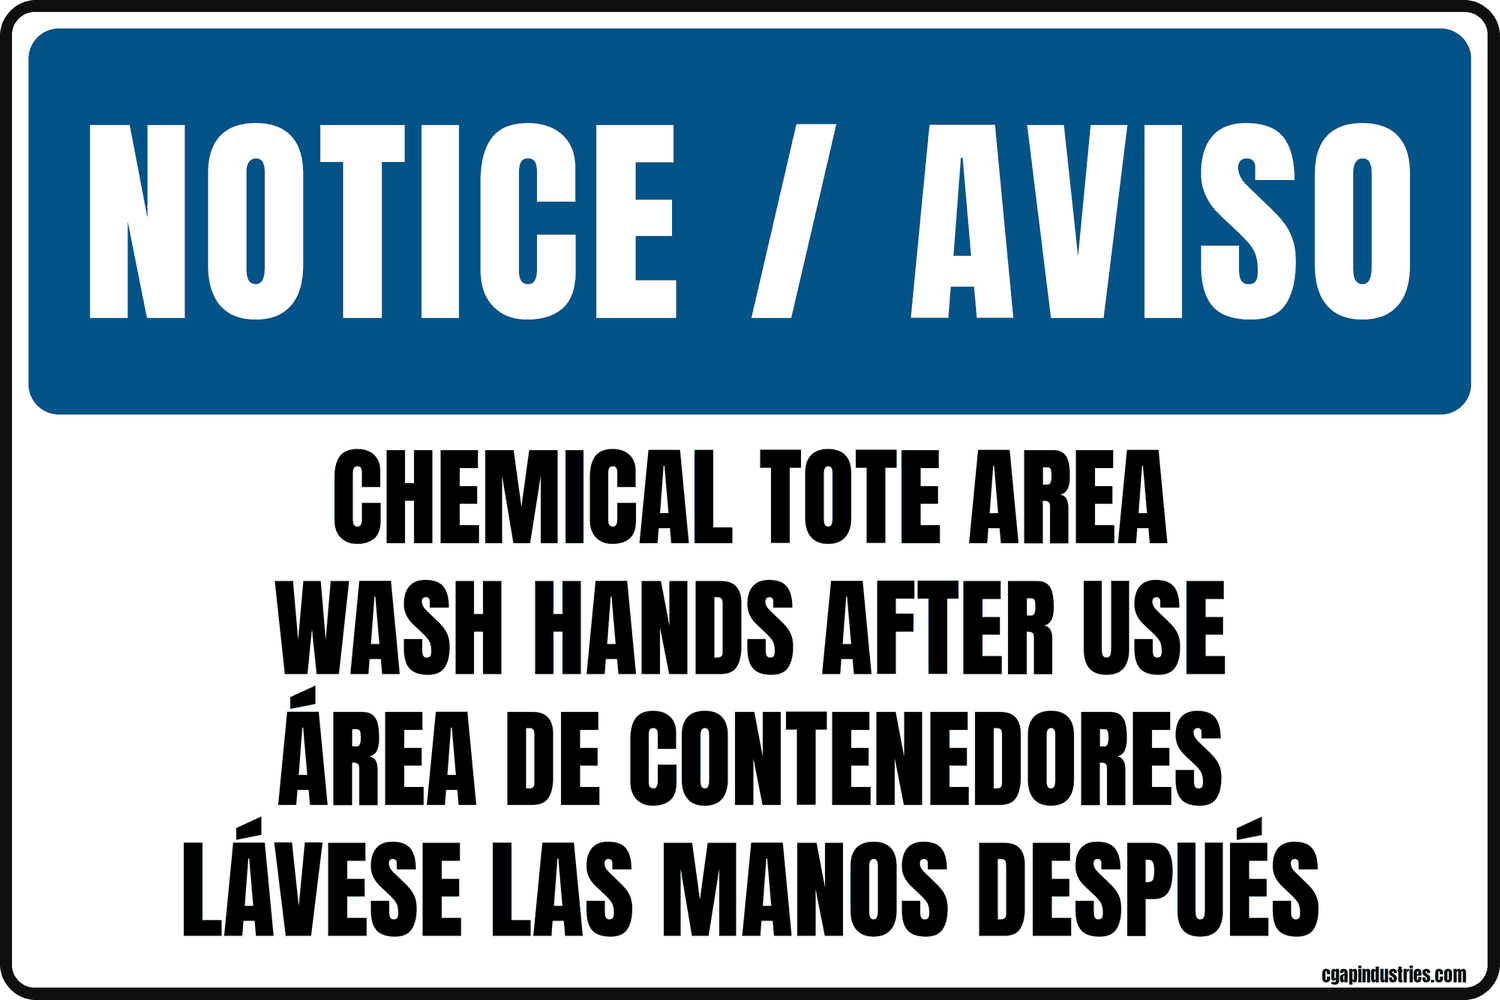 NOTICE / AVISO
CHEMICAL TOTE AREA
WASH HANDS AFTER USE
ÁREA DE CONTENEDORES
LÁVESE LAS MANOS DESPUÉS
cgapindustries.com